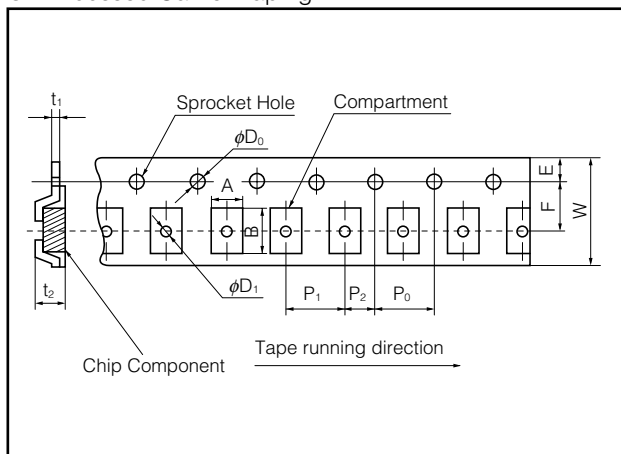 t1
Sprocket Hole
Compartment
ϕD0
A
B
E
F
W
t2
ϕD1
P1
P2
P0
Chip Component
Tape running direction